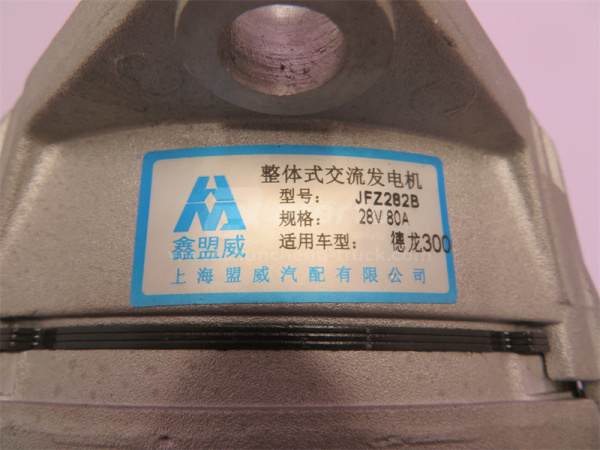 整体式交流发电机
型号: JFZ282B
规格: 28V 80A
适用车型: 德龙300
鑫盟威
上海盟威汽配有限公司